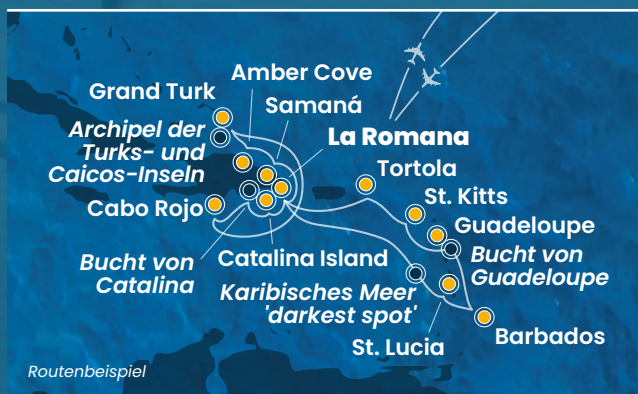 Amber Cove
Grand Turk
Samaná
Archipel der
Turks- und
Caicos-Inseln
La Romana
Tortola
St. Kitts
Cabo Rojo
Guadeloupe
Bucht von
Catalina
Catalina Island
Bucht von
Guadeloupe
Karibisches Meer
'darkest spot'
St. Lucia
Barbados
Routenbeispiel